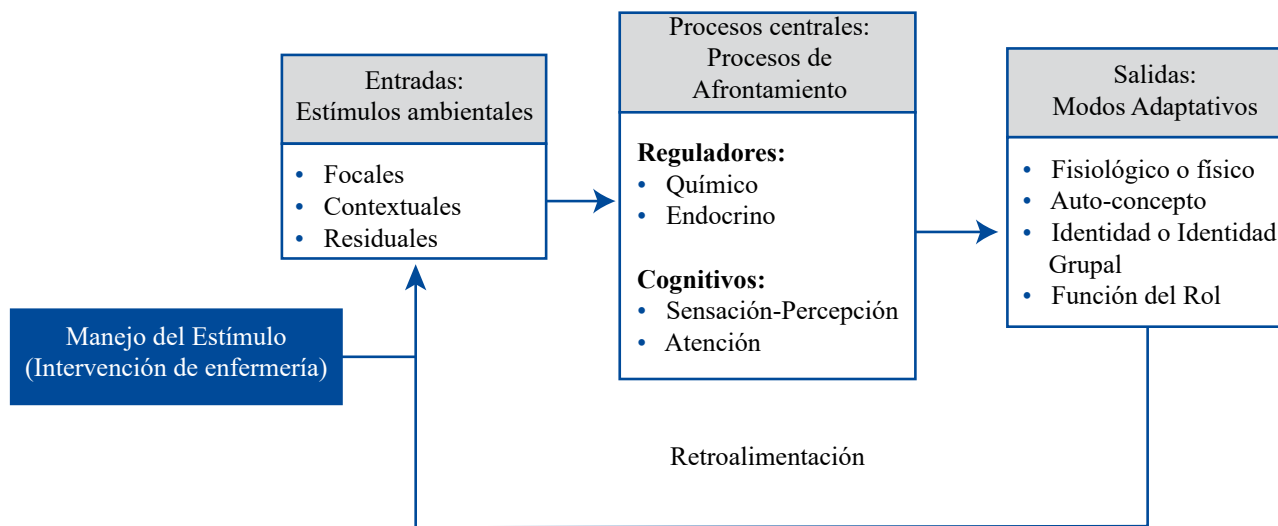 Entradas:
Estímulos ambientales
• Focales
• Contextuales
• Residuales
Manejo del Estímulo
(Intervención de enfermería)
Procesos centrales:
Procesos de
Afrontamiento
Reguladores:
• Químico
• Endocrino
Cognitivos:
• Sensación-Percepción
• Atención
Salidas:
Modos Adaptativos
• Fisiológico o físico
• Auto-concepto
• Identidad o Identidad
Grupal
• Función del Rol
Retroalimentación